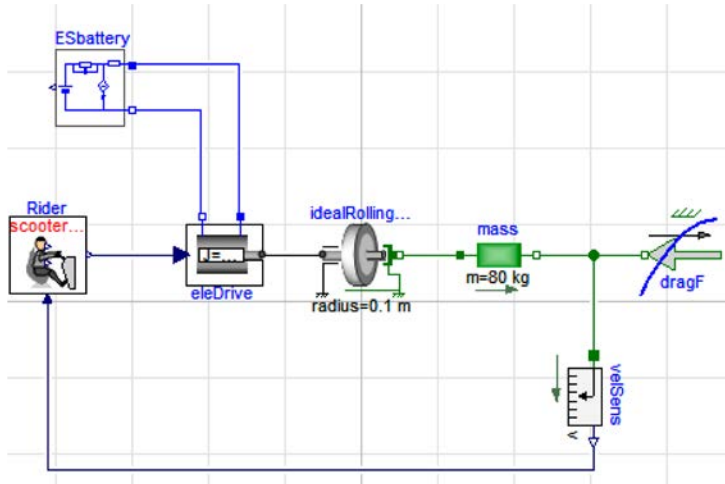 ESbattery
Rider
scooter...
eleDrive
J=...
idealRolling...
radius=0.1 m
mass
m=80 kg
dragF
velSens
v